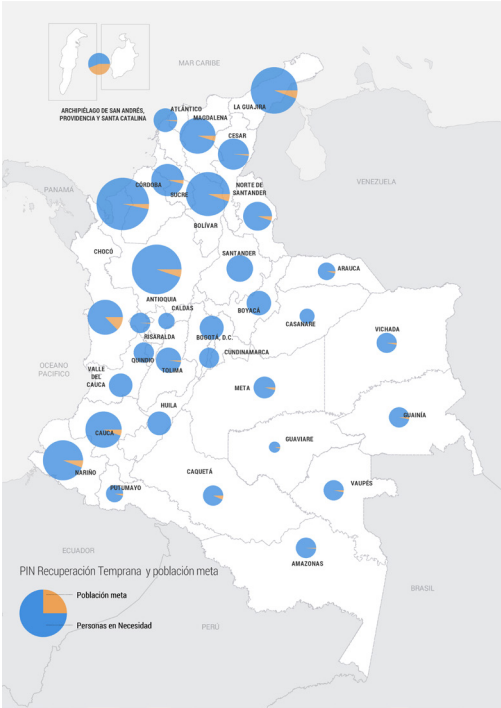 MAR CARIBE
ARCHIPIÉLAGO DE SAN ANDRÉS,
PROVIDENCIA Y SANTA CATALINA
ATLÁNTICO
LA GUAJIRA
MAGDALENA
CESAR
VENEZUELA
PANAMÁ
CÓRDOBA
SUCRE
NORTE DE
SANTANDER
BOLÍVAR
CHOCÓ
SANTANDER
ARAUCA
ANTIOQUIA
CALDAS
BOYACÁ
CASANARE
RISARALDA
BOGOTÁ, D.C.
VICHADA
OCEANO
PACIFICO
QUINDIO
CUNDINAMARCA
VALLE
DEL
CAUCA
TOLIMA
META
HUILA
GUAINÍA
CAUCA
GUAVIARE
NARIÑO
CAQUETÁ
PUTUMAYO
VAUPÉS
ECUADOR
AMAZONAS
PIN Recuperación Temprana y población meta
BRASIL
Población meta
Personas en Necesidad
PERÚ